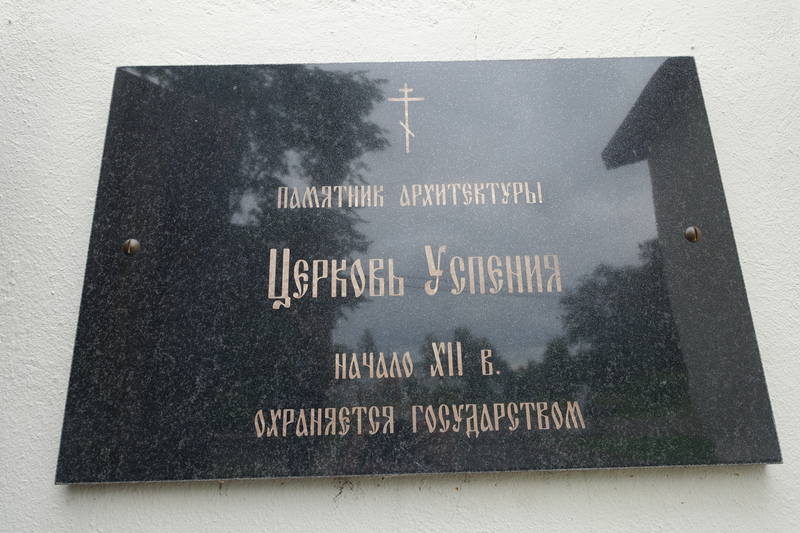 ПАМЯТНИК АРХИТЕКТУРЫ
ЦЕРКОВЬ УСПЕНИЯ
НАЧАЛО XII В.
ОХРАНЯЕТСЯ ГОСУДАРСТВОМ